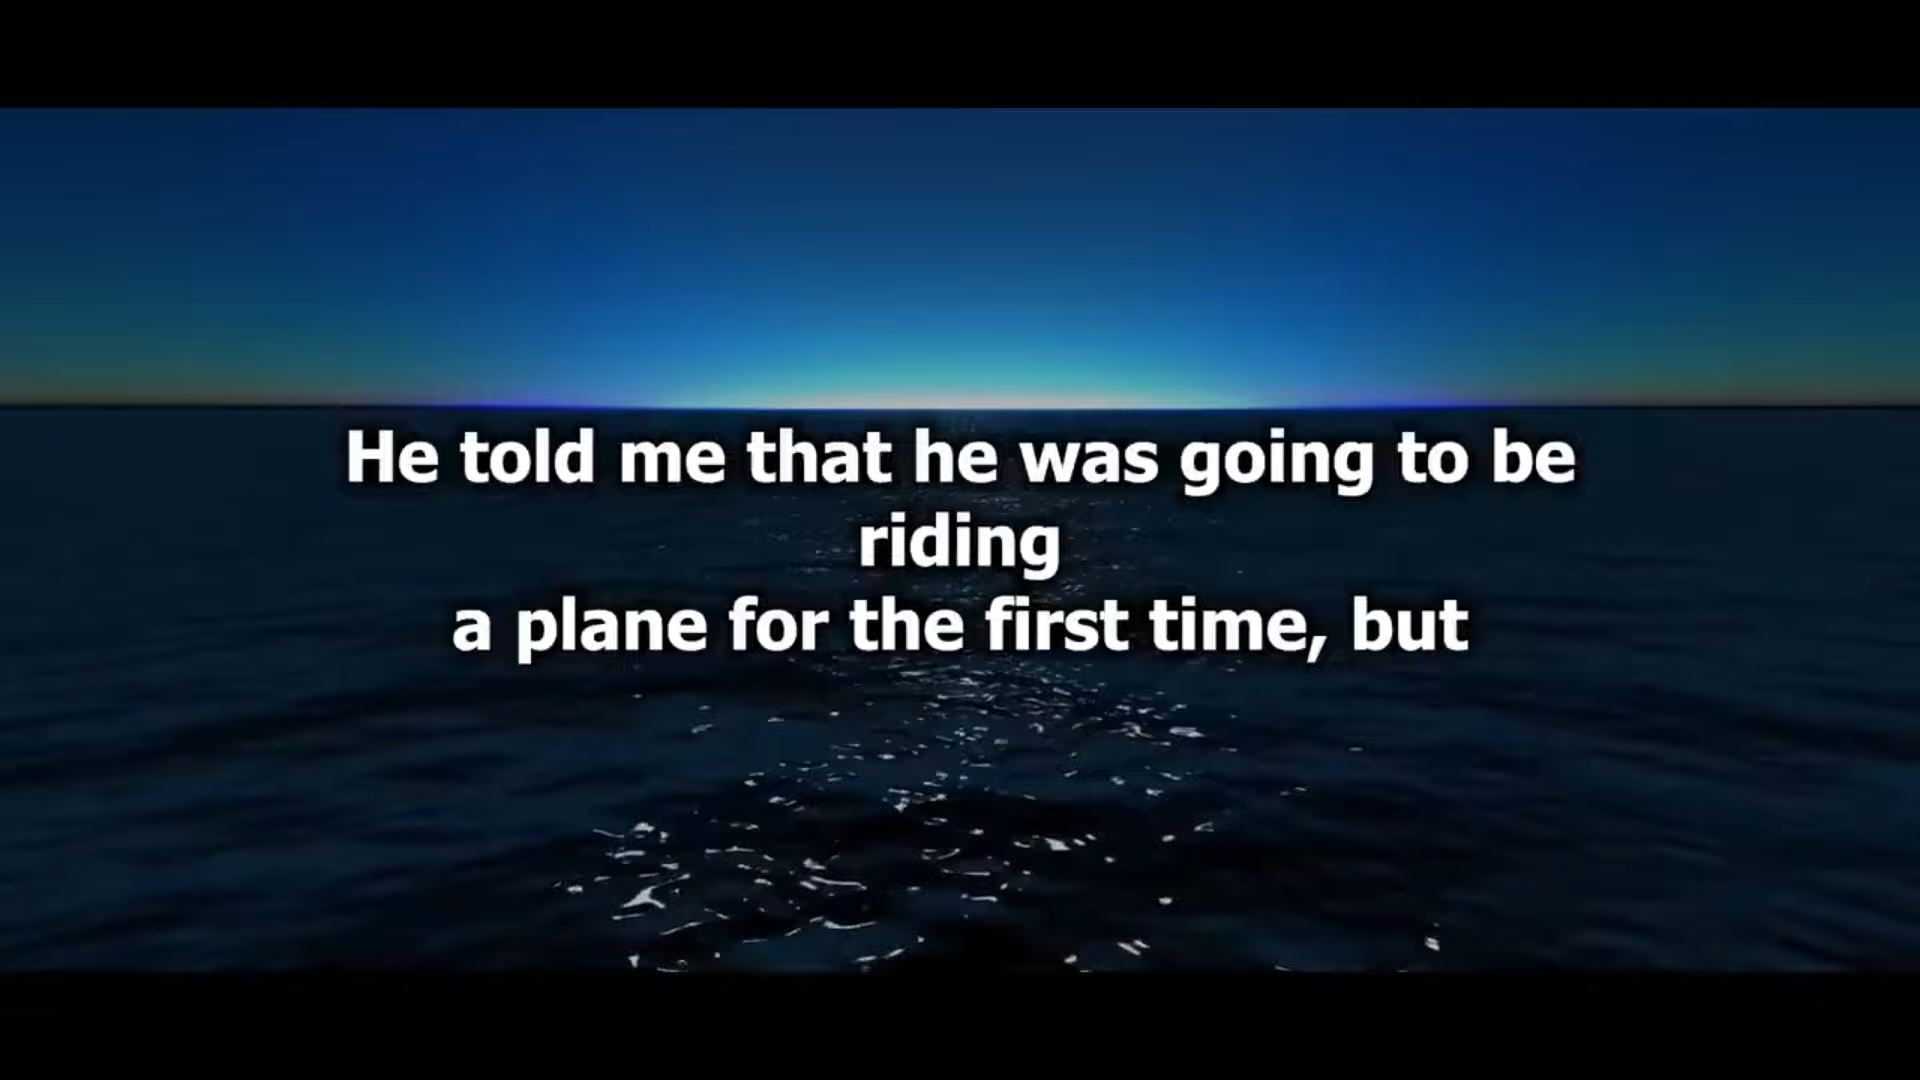 He told me that he was going to be
riding
a plane for the first time, but